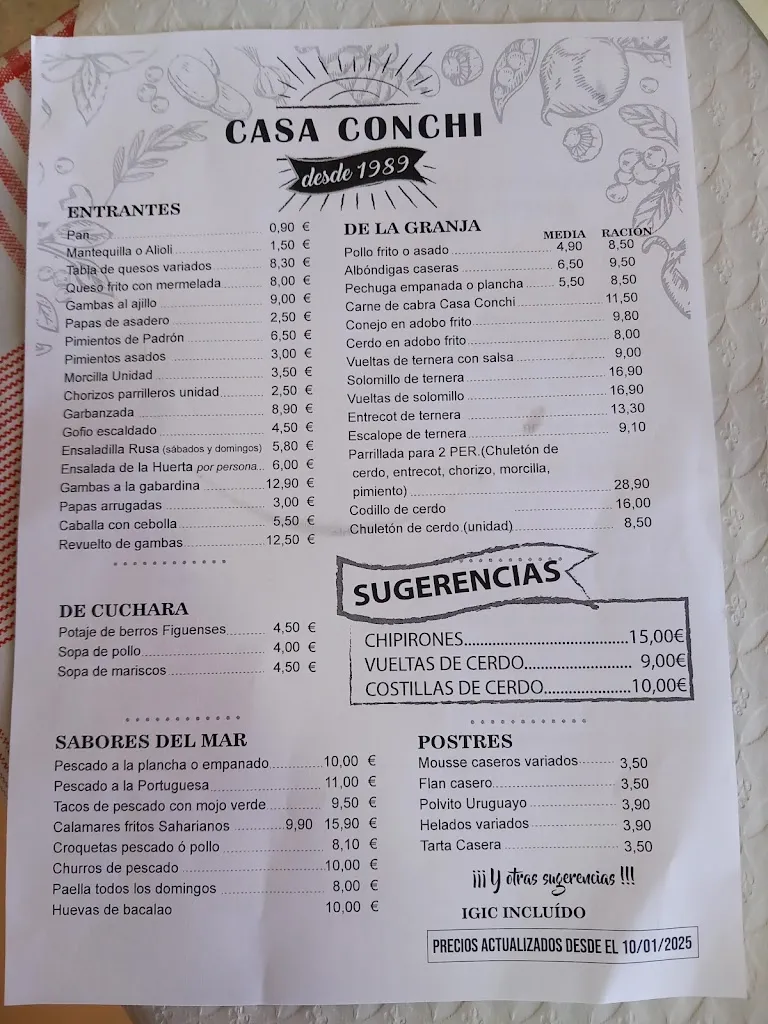 CASA CONCHI
desde 1989
ENTRANTES
Pan 0,90 €
Mantequilla o Alioli 1,50 €
Tabla de quesos variados 8,30 €
Queso frito con mermelada 8,00 €
Gambas al ajillo 9,00 €
Papas de asadero 2,50 €
Pimientos de Padrón 6,50 €
Pimientos asados 3,00 €
Morcilla Unidad 3,50 €
Chorizos parrilleros unidad 2,50 €
Garbanzada 8,90 €
Gofio escaldado 4,50 €
Ensaladilla Rusa (sábados y domingos) 5,80 €
Ensalada de la Huerta por persona... 6,00 €
Gambas a la gabardina 12,90 €
Papas arrugadas 3,00 €
Caballa con cebolla 5,50 €
Revuelto de gambas 12,50 €
DE CUCHARA
Potaje de berros Figuenses 4,50 €
Sopa de pollo 4,00 €
Sopa de mariscos 4,50 €
SABORES DEL MAR
Pescado a la plancha o empanado 10,00 €
Pescado a la Portuguesa 11,00 €
Tacos de pescado con mojo verde 9,50 €
Calamares fritos Saharianos 9,90 15,90 €
Croquetas pescado ó pollo 8,10 €
Churros de pescado 10,00 €
Paella todos los domingos 8,00 €
Huevas de bacalao 10,00 €
DE LA GRANJA MEDIA RACIÓN
Pollo frito o asado 4,90 8,50
Albóndigas caseras 6,50 9,50
Pechuga empanada o plancha 5,50 8,50
Carne de cabra Casa Conchi 11,50
Conejo en adobo frito 9,80
Cerdo en adobo frito 8,00
Vueltas de ternera con salsa 9,00
Solomillo de ternera 16,90
Vueltas de solomillo 16,90
Entrecot de ternera 13,30
Escalope de ternera 9,10
Parrillada para 2 PER.(Chuletón de
cerdo, entrecot, chorizo, morcilla,
pimiento) 28,90
Codillo de cerdo 16,00
Chuletón de cerdo (unidad) 8,50
SUGERENCIAS
CHIPIRONES 15,00€
VUELTAS DE CERDO 9,00€
COSTILLAS DE CERDO 10,00€
POSTRES
Mousse caseros variados 3,50
Flan casero 3,50
Polvito Uruguayo 3,90
Helados variados 3,90
Tarta Casera 3,50
¡¡¡ Y otras sugerencias !!!
IGIC INCLUÍDO
PRECIOS ACTUALIZADOS DESDE EL 10/01/2025